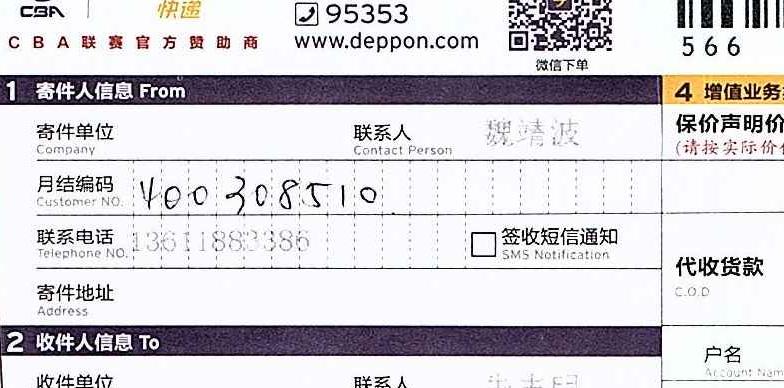 CBA 快递 95353
CBA联赛官方赞助商 www.deppon.com
微信下单
566
1 寄件人信息 From
4 增值业务
寄件单位 联系人 魏靖波
Company Contact Person
保价声明价
(请按实际价
月结编码 400308510
Customer NO.
联系电话 13611883386 签收短信通知
Telephone NO. SMS Notification
代收货款
C.O.D
寄件地址
Address
2 收件人信息 To
户名
Account Nam
收件单位 联系人